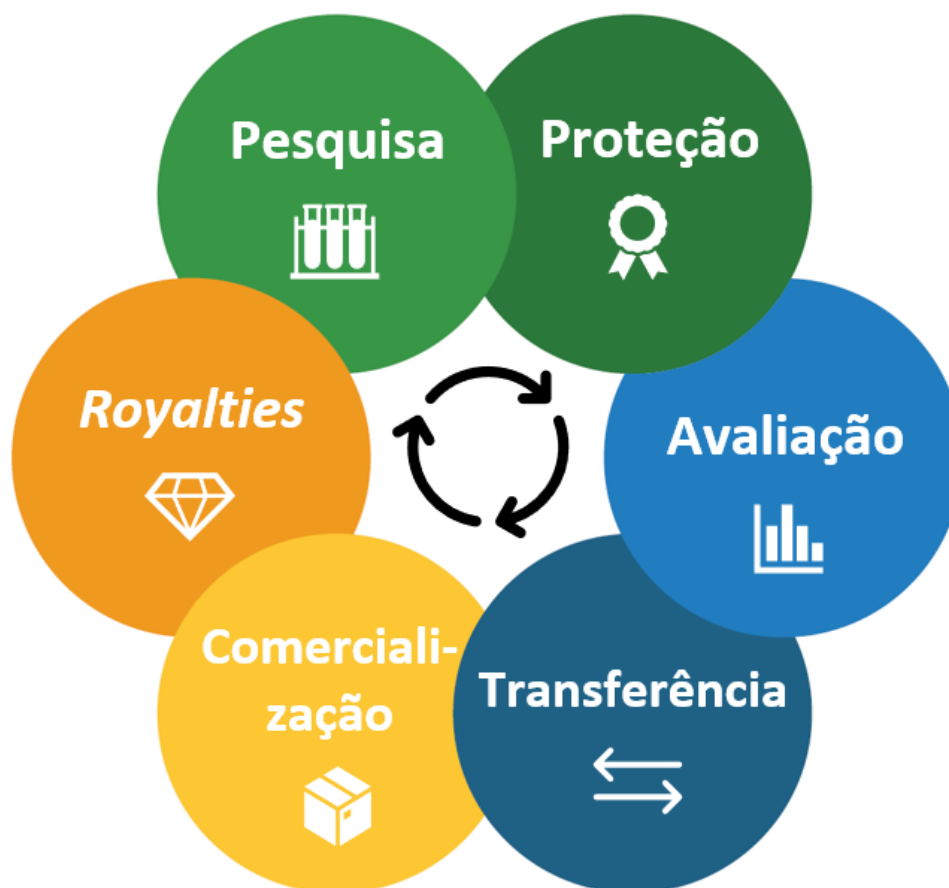 Pesquisa
Proteção
Avaliação
Transferência
Comerciali-
zação
Royalties